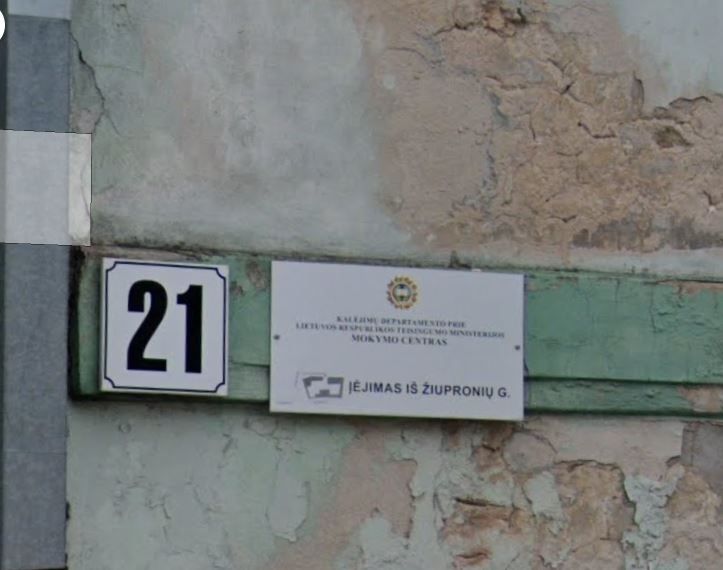 21
KALĖJIMŲ DEPARTAMENTO PRIE
LIETUVOS RESPUBLIKOS TEISINGUMO MINISTERIJOS
MOKYMO CENTRAS
ĮĖJIMAS IŠ ŽIUPRONIŲ G.